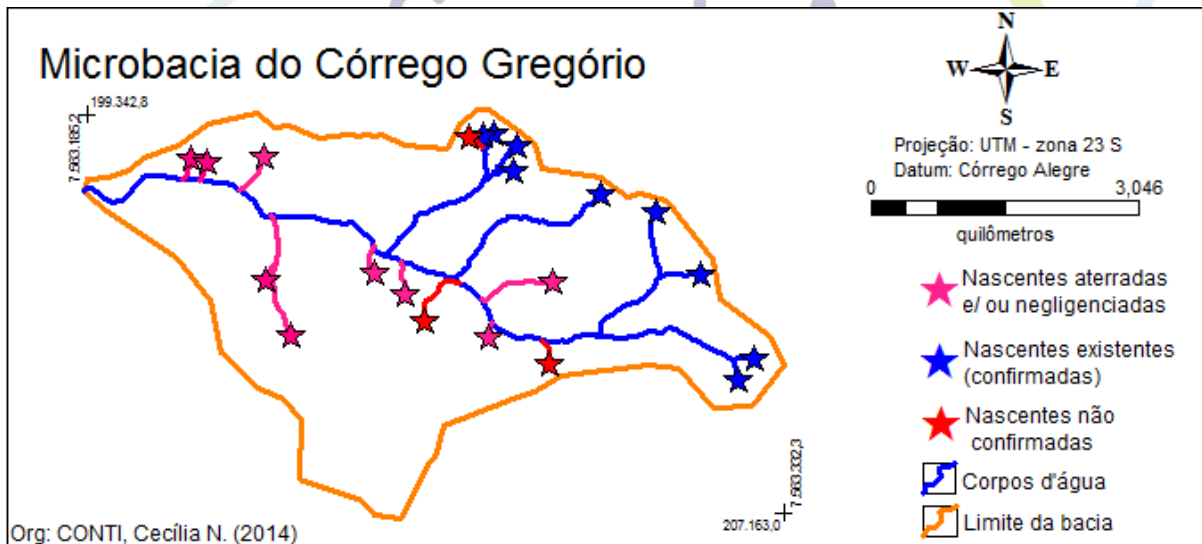 Microbacia do Córrego Gregório
199.342,8
7.563.185,2
N
W E
S
Projeção: UTM - zona 23 S
Datum: Córrego Alegre
0 3,046
quilômetros
Nascentes aterradas
e/ ou negligenciadas
Nascentes existentes
(confirmadas)
Nascentes não
confirmadas
Corpos d'água
Limite da bacia
7.563.332,3
207.163,0
Org: CONTI, Cecília N. (2014)